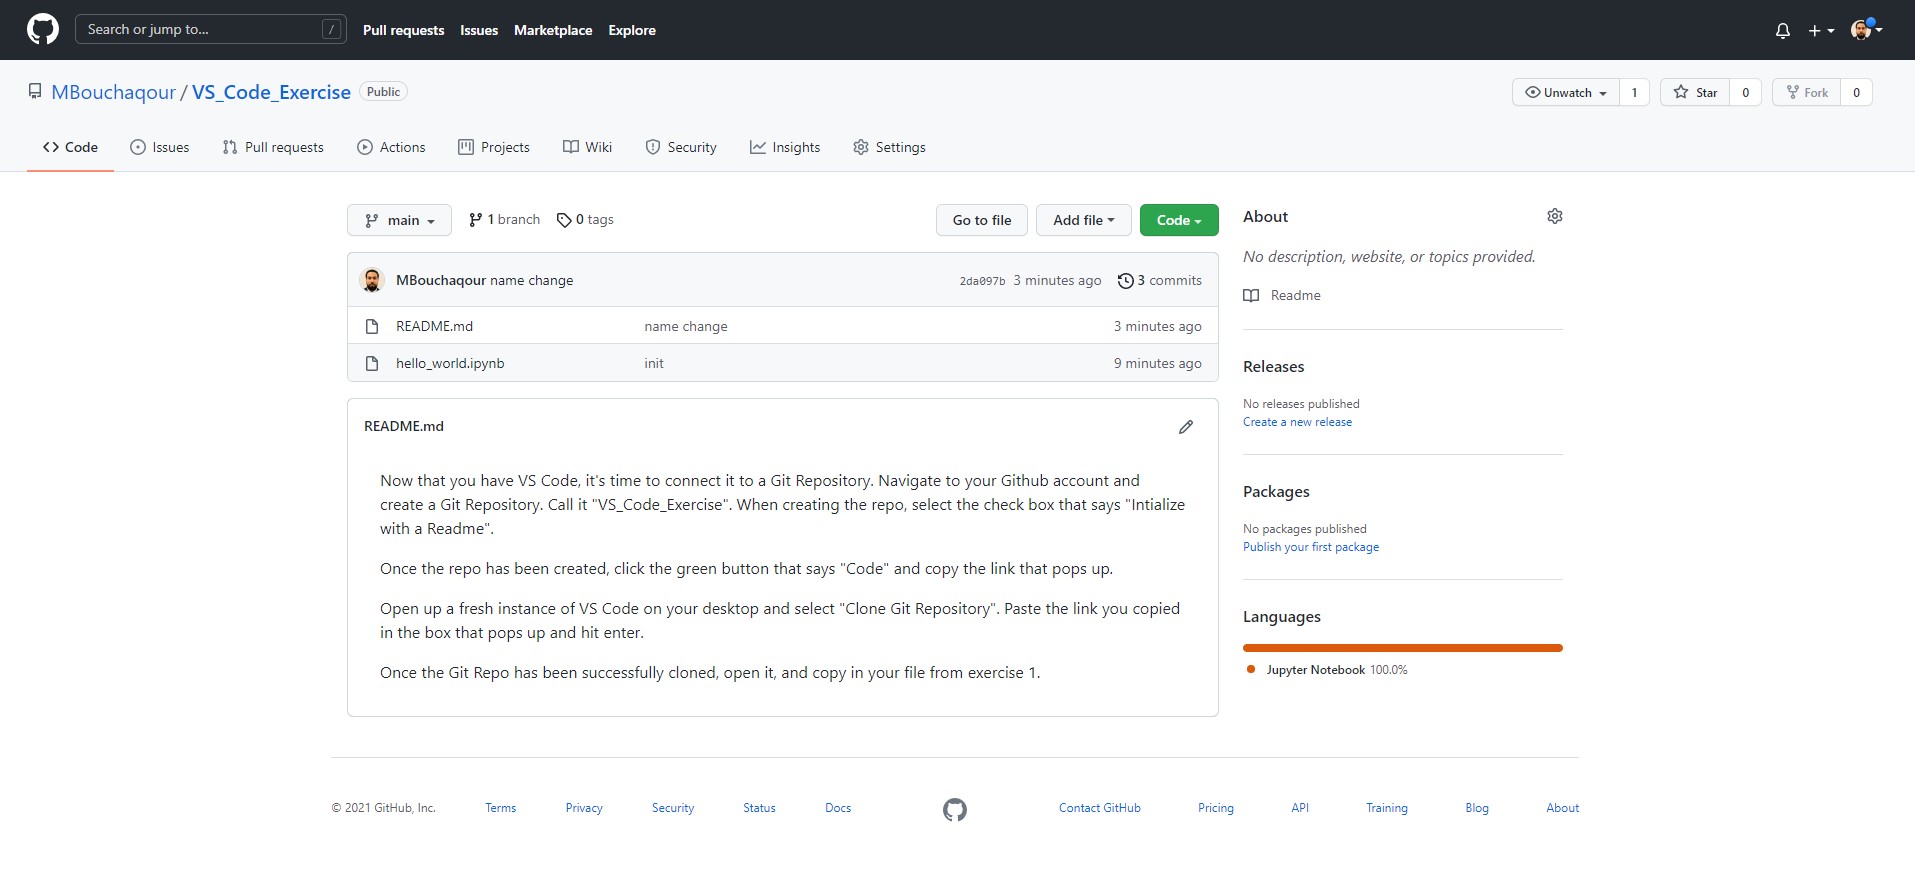 Search or jump to...
/
Pull requests
Issues
Marketplace
Explore
MBouchaqour / VS_Code_Exercise
Public
Unwatch
1
Star
0
Fork
0
Code
Issues
Pull requests
Actions
Projects
Wiki
Security
Insights
Settings
main
1 branch
0 tags
Go to file
Add file
Code
MBouchaqour name change
2da097b 3 minutes ago
3 commits
README.md
name change
3 minutes ago
hello_world.ipynb
init
9 minutes ago
README.md
Now that you have VS Code, it's time to connect it to a Git Repository. Navigate to your Github account and
create a Git Repository. Call it "VS_Code_Exercise". When creating the repo, select the check box that says "Intialize
with a Readme".
Once the repo has been created, click the green button that says "Code" and copy the link that pops up.
Open up a fresh instance of VS Code on your desktop and select "Clone Git Repository". Paste the link you copied
in the box that pops up and hit enter.
Once the Git Repo has been successfully cloned, open it, and copy in your file from exercise 1.
About
No description, website, or topics provided.
Readme
Releases
No releases published
Create a new release
Packages
No packages published
Publish your first package
Languages
Jupyter Notebook 100.0%
© 2021 GitHub, Inc.
Terms
Privacy
Security
Status
Docs
Contact GitHub
Pricing
API
Training
Blog
About